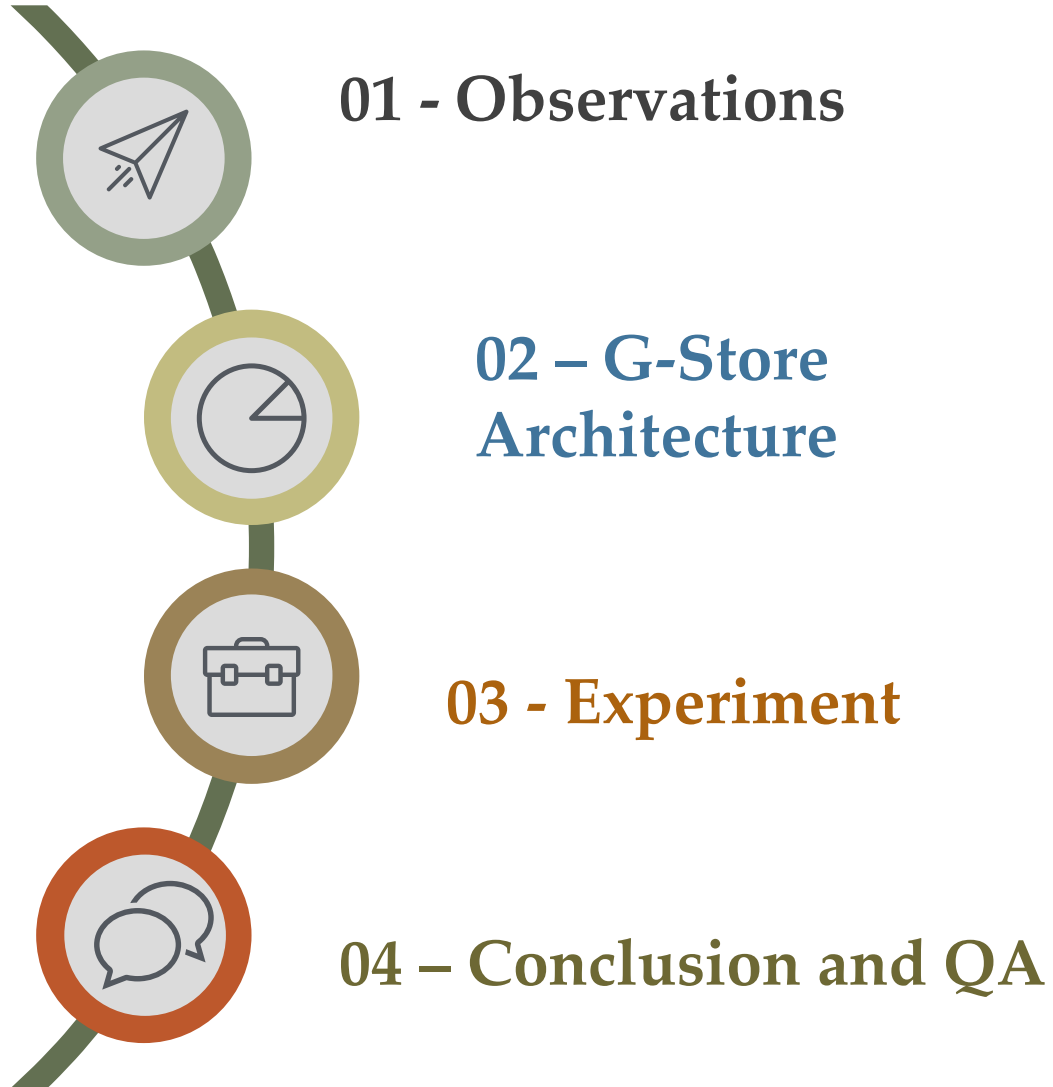 01 - Observations
02 – G-Store
Architecture
03 - Experiment
04 – Conclusion and QA